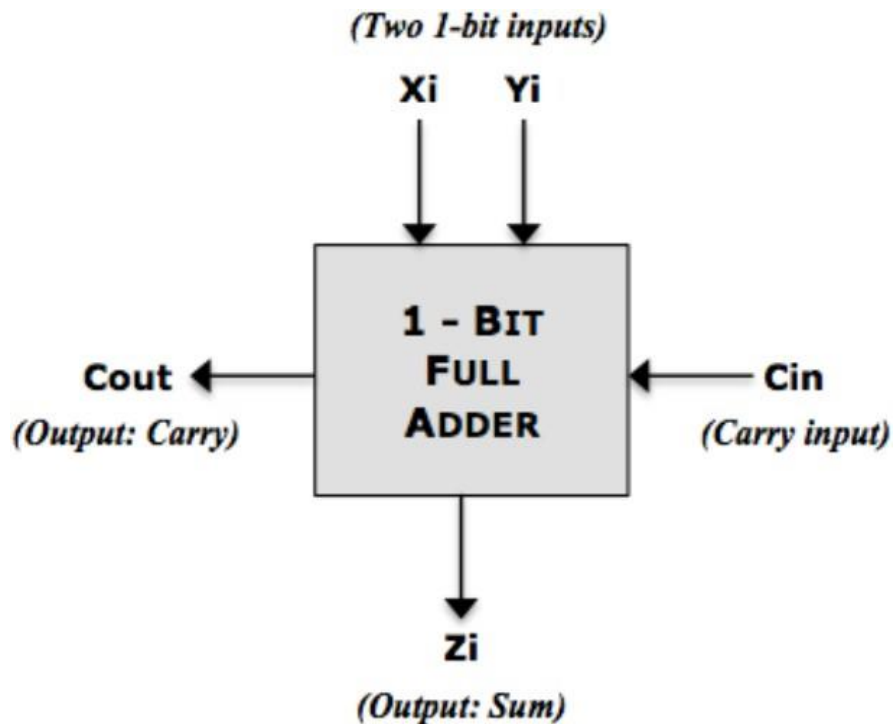 (Two 1-bit inputs)
Xi Yi
1 - BIT
FULL
ADDER
Cout
Cin
(Output: Carry)
(Carry input)
Zi
(Output: Sum)